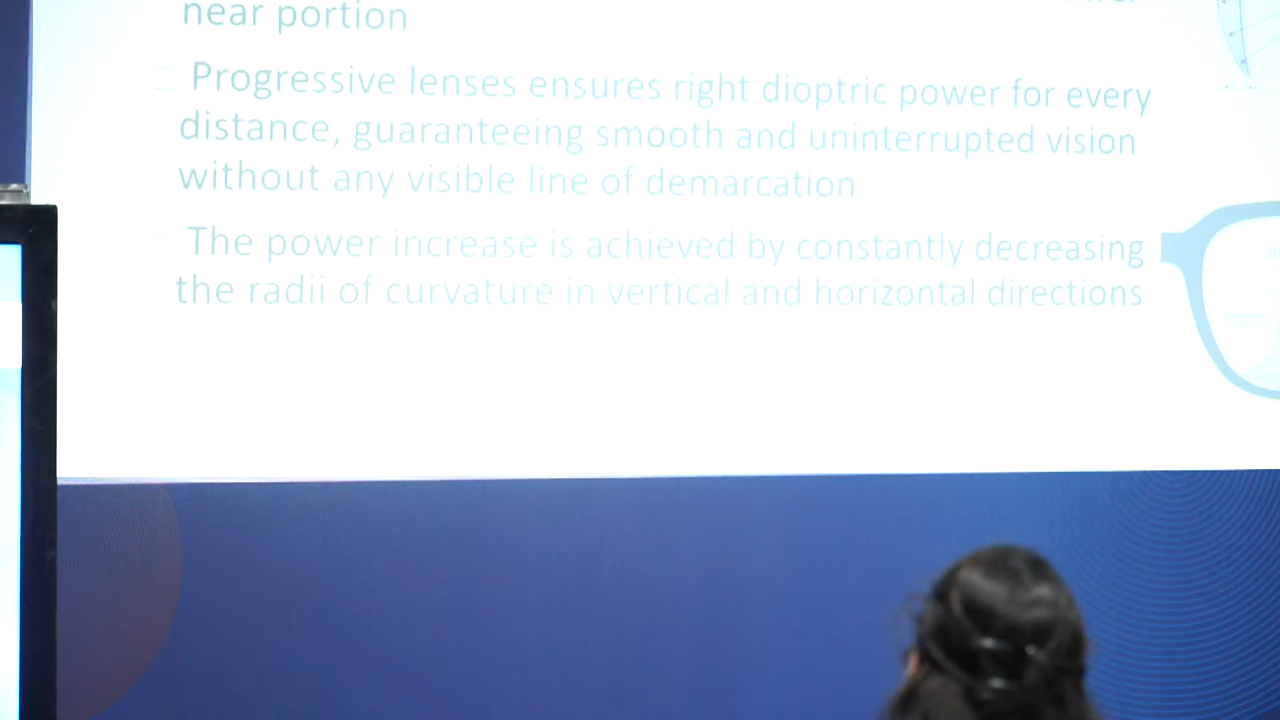 near portion
Progressive lenses ensures right dioptric power for every
distance, guaranteeing smooth and uninterrupted vision
without any visible line of demarcation
The power increase is achieved by constantly decreasing
the radii of curvature in vertical and horizontal directions